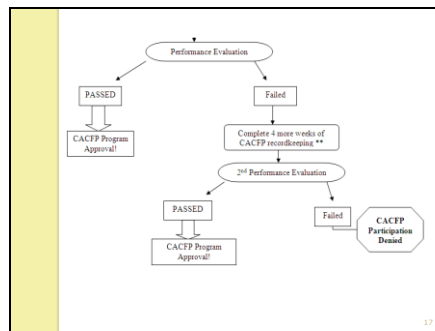 Performance Evaluation
PASSED
Failed
CACFP Program
Approval!
Complete 4 more weeks of
CACFP recordkeeping **
2nd Performance Evaluation
PASSED
Failed
CACFP
Participation
Denied
CACFP Program
Approval!
17